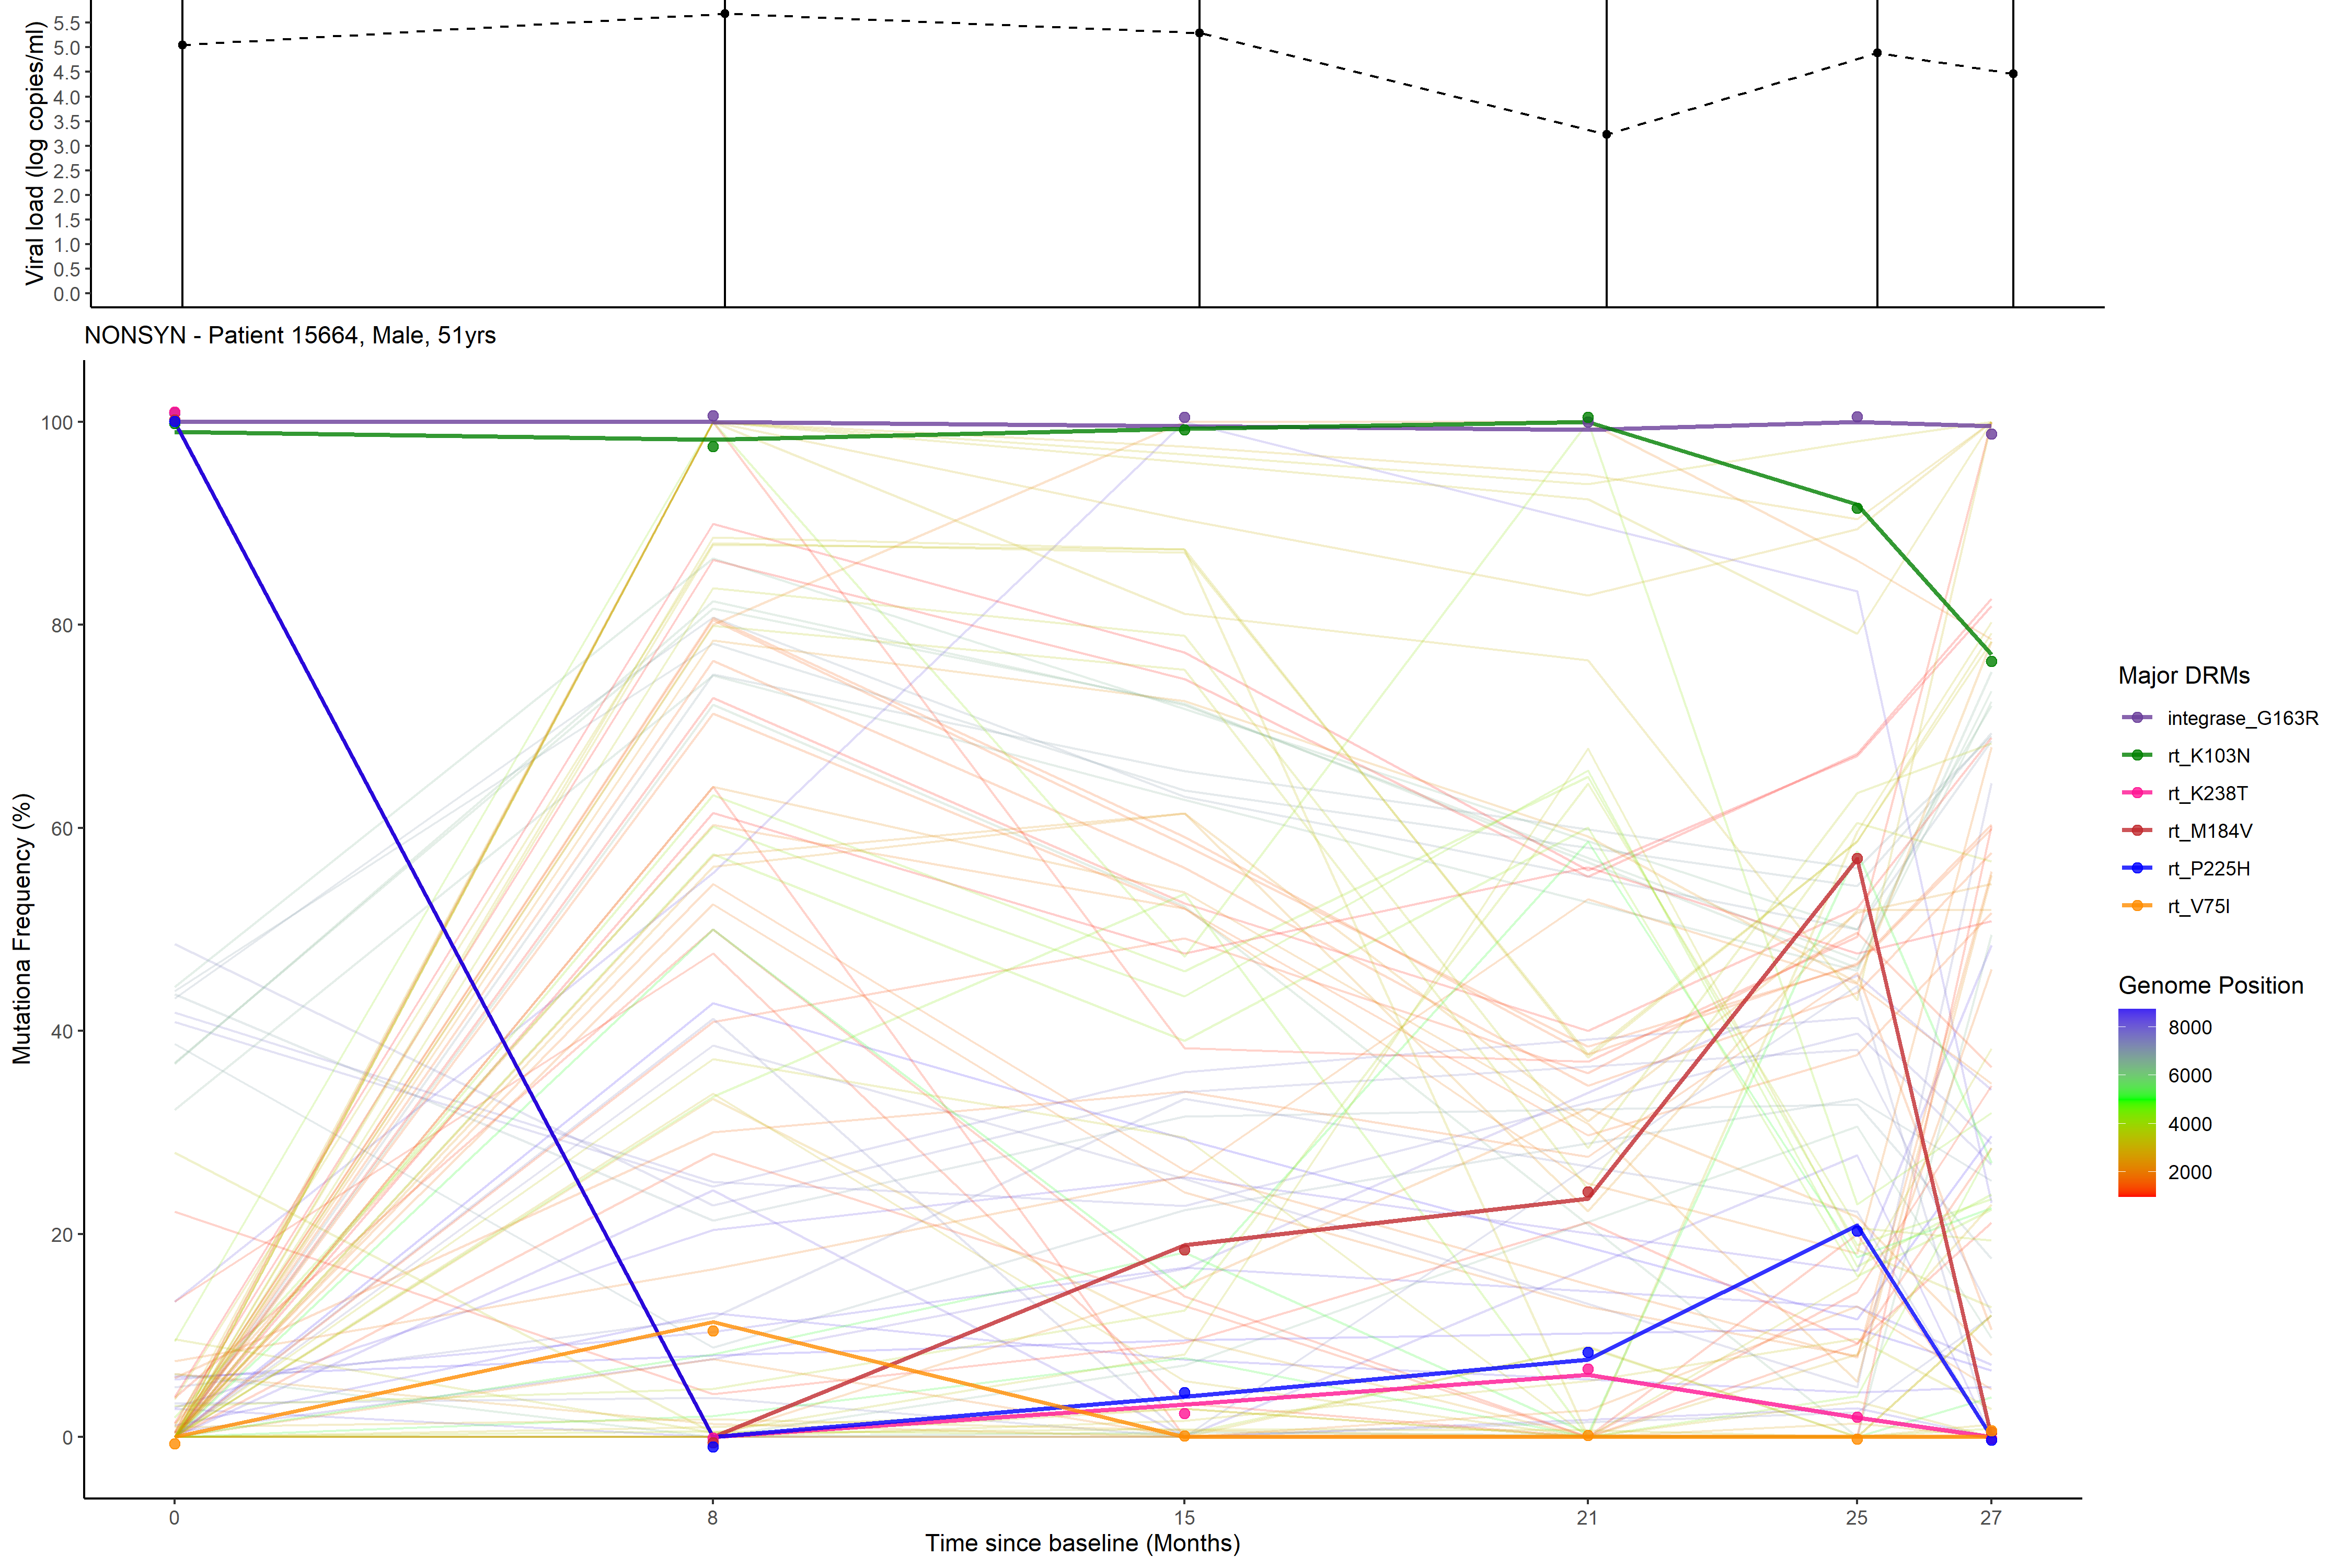 Viral load (log copies/ml)
5.5
5.0
4.5
4.0
3.5
3.0
2.5
2.0
1.5
1.0
0.5
0.0
NONSYN - Patient 15664, Male, 51yrs
Mutationa Frequency (%)
100
80
60
40
20
0
0 8 15 21 25 27
Time since baseline (Months)
Major DRMs
integrase_G163R
rt_K103N
rt_K238T
rt_M184V
rt_P225H
rt_V75I
Genome Position
8000
6000
4000
2000